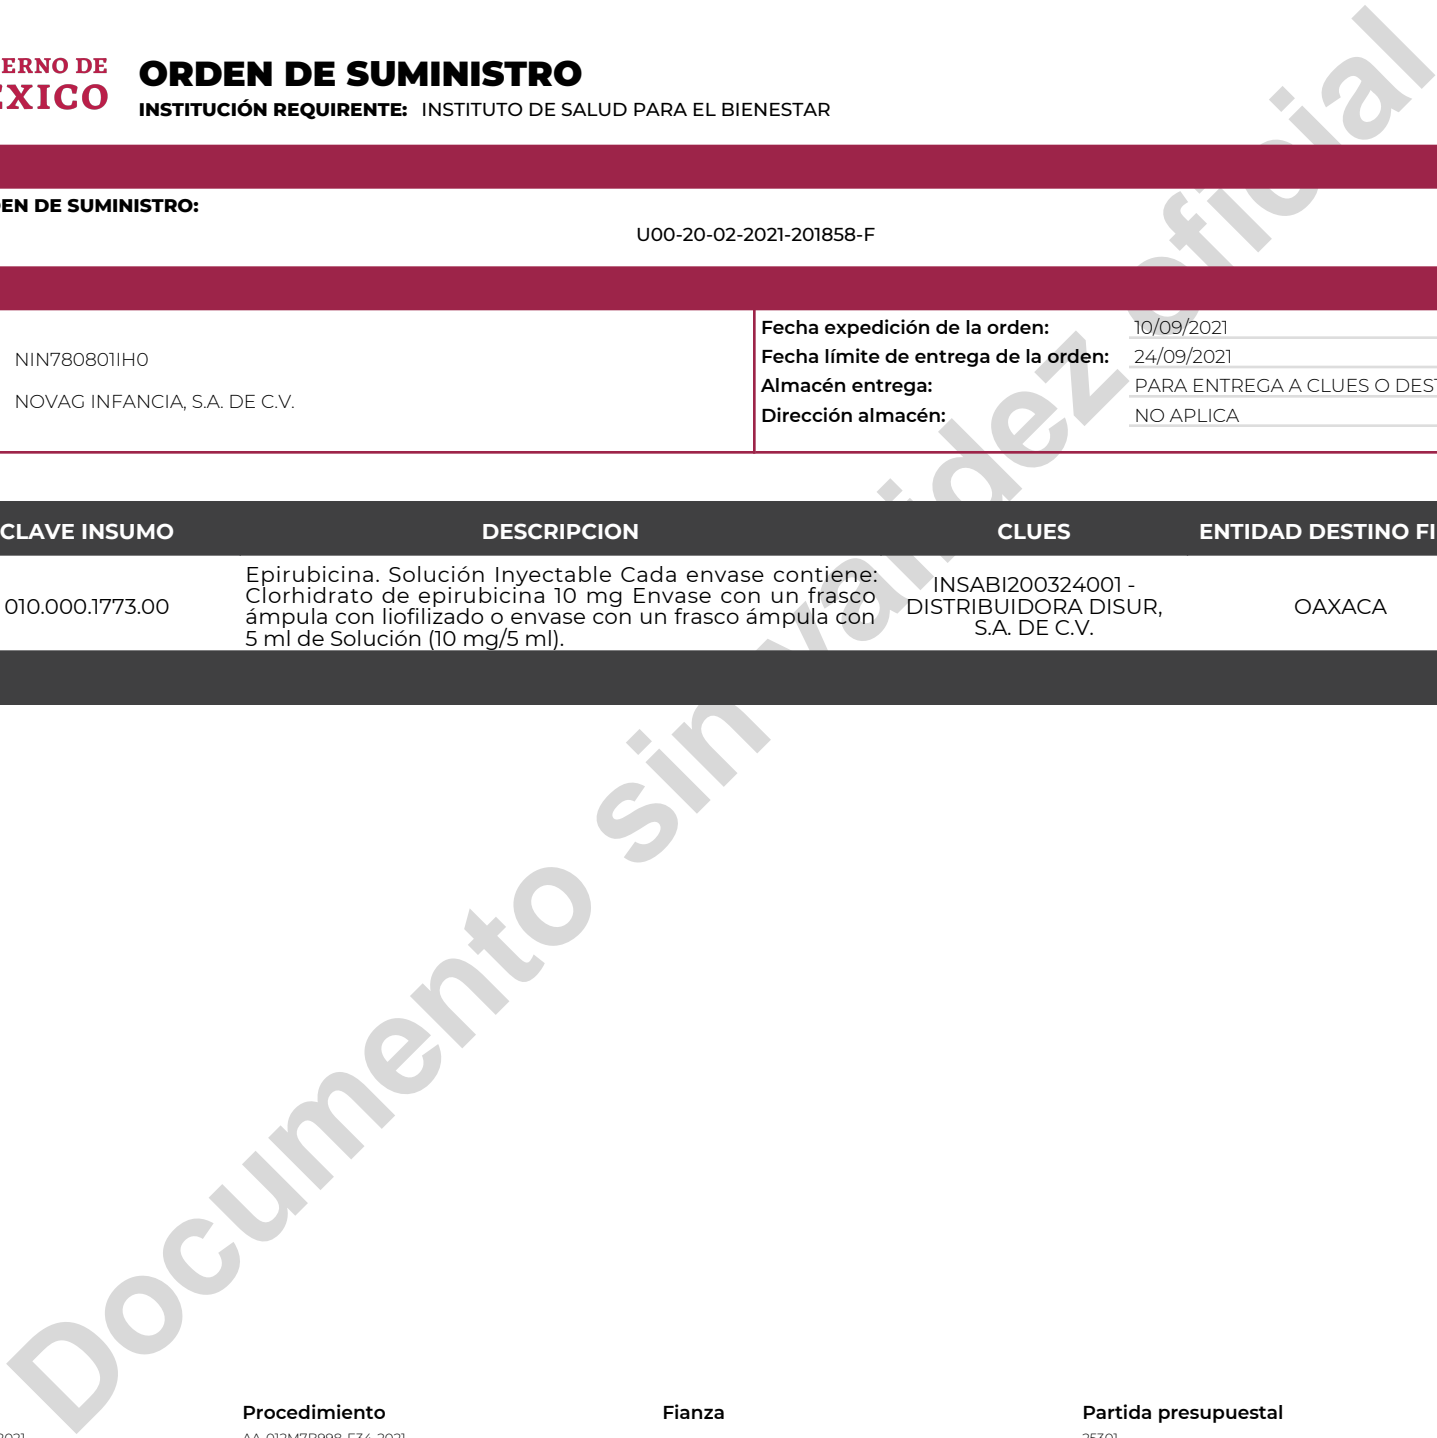 ERNO DE
EXICO
ORDEN DE SUMINISTRO
INSTITUCIÓN REQUIRENTE: INSTITUTO DE SALUD PARA EL BIENESTAR
EN DE SUMINISTRO:
U00-20-02-2021-201858-F
NIN780801IH0
NOVAG INFANCIA, S.A. DE C.V.
Fecha expedición de la orden: 10/09/2021
Fecha límite de entrega de la orden: 24/09/2021
Almacén entrega: PARA ENTREGA A CLUES O DEST
Dirección almacén: NO APLICA
CLAVE INSUMO DESCRIPCION CLUES ENTIDAD DESTINO FI
010.000.1773.00
Epirubicina. Solución Inyectable Cada envase contiene:
Clorhidrato de epirubicina 10 mg Envase con un frasco
ámpula con liofilizado o envase con un frasco ámpula con
5 ml de Solución (10 mg/5 ml).
INSABI200324001 -
DISTRIBUIDORA DISUR,
S.A. DE C.V.
OAXACA
Documento sin validez oficial
Procedimiento Fianza Partida presupuestal